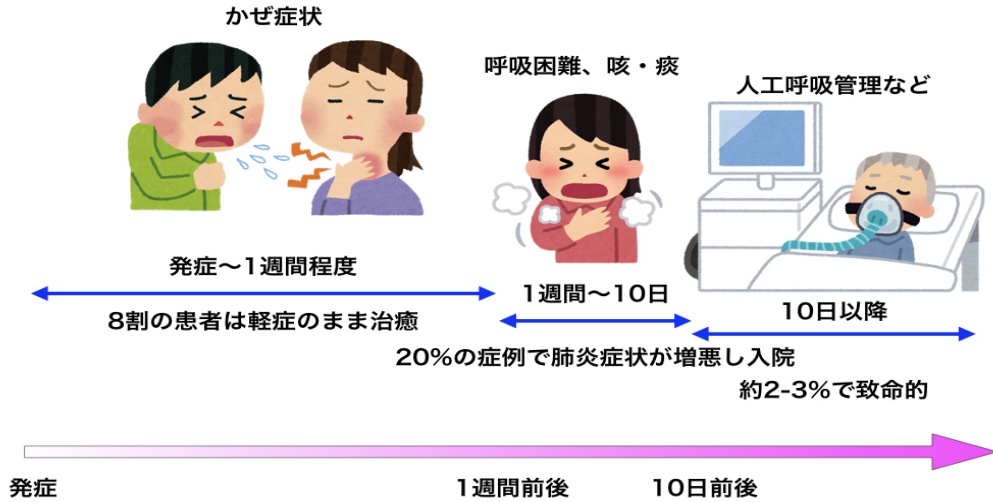 かぜ症状
呼吸困難、咳・痰
人工呼吸管理など
発症〜1週間程度
8割の患者は軽症のまま治癒
1週間〜10日
20%の症例で肺炎症状が増悪し入院
10日以降
約2-3%で致命的
発症
1週間前後
10日前後